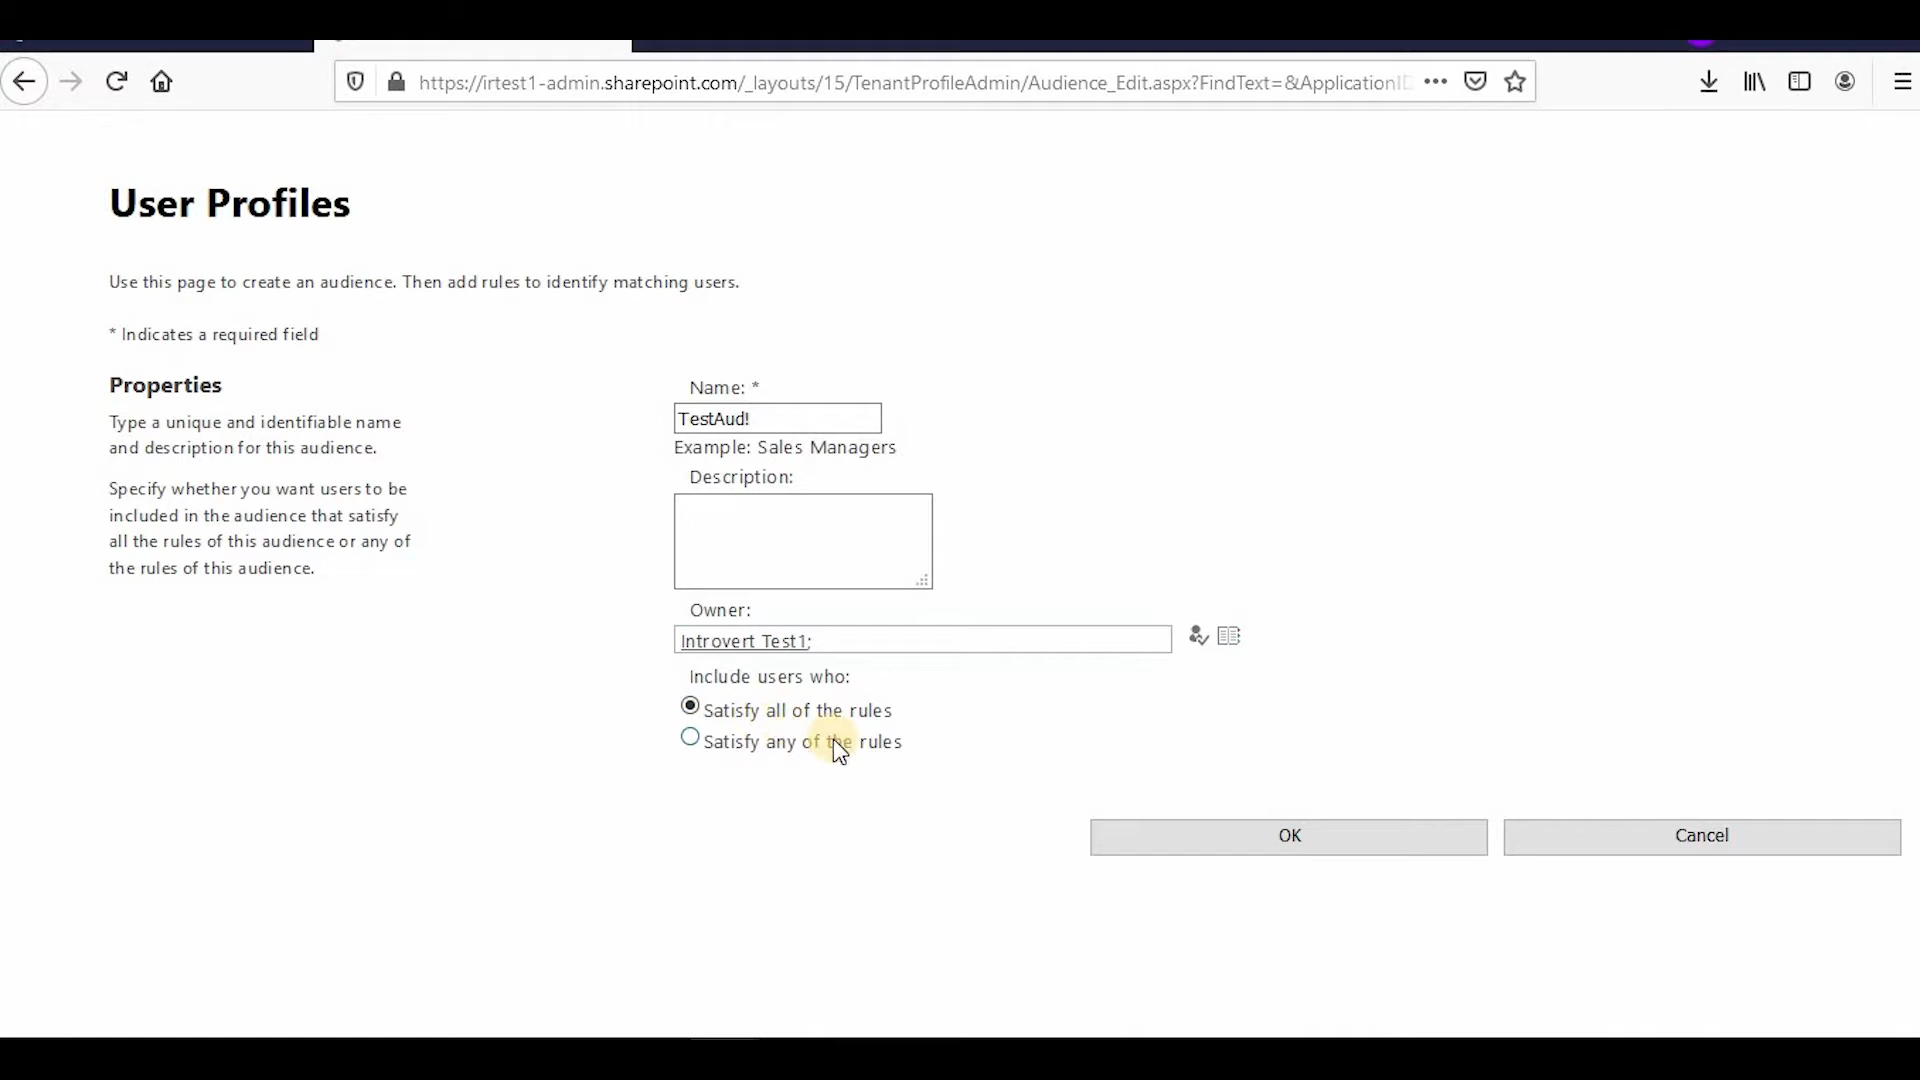 https://irtest1-admin.sharepoint.com/_layouts/15/TenantProfileAdmin/Audience_Edit.aspx?FindText=&ApplicationID
User Profiles
Use this page to create an audience. Then add rules to identify matching users.
* Indicates a required field
Properties
Type a unique and identifiable name
and description for this audience.
Specify whether you want users to be
included in the audience that satisfy
all the rules of this audience or any of
the rules of this audience.
Name: *
TestAud!
Example: Sales Managers
Description:
Owner:
Introvert Test1;
Include users who:
Satisfy all of the rules
Satisfy any of the rules
OK
Cancel